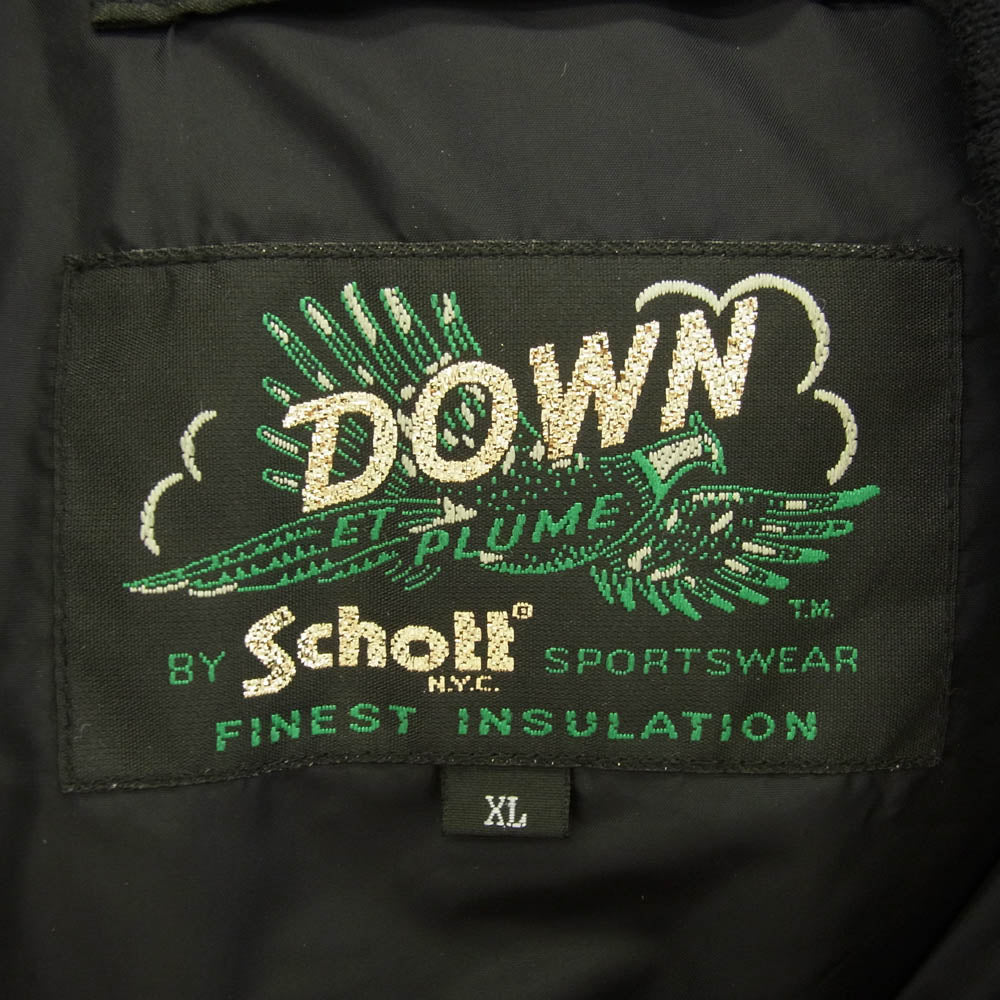 DOWN
ET PLUME
T.M.
BY Schott® SPORTSWEAR
N.Y.C.
FINEST INSULATION
XL